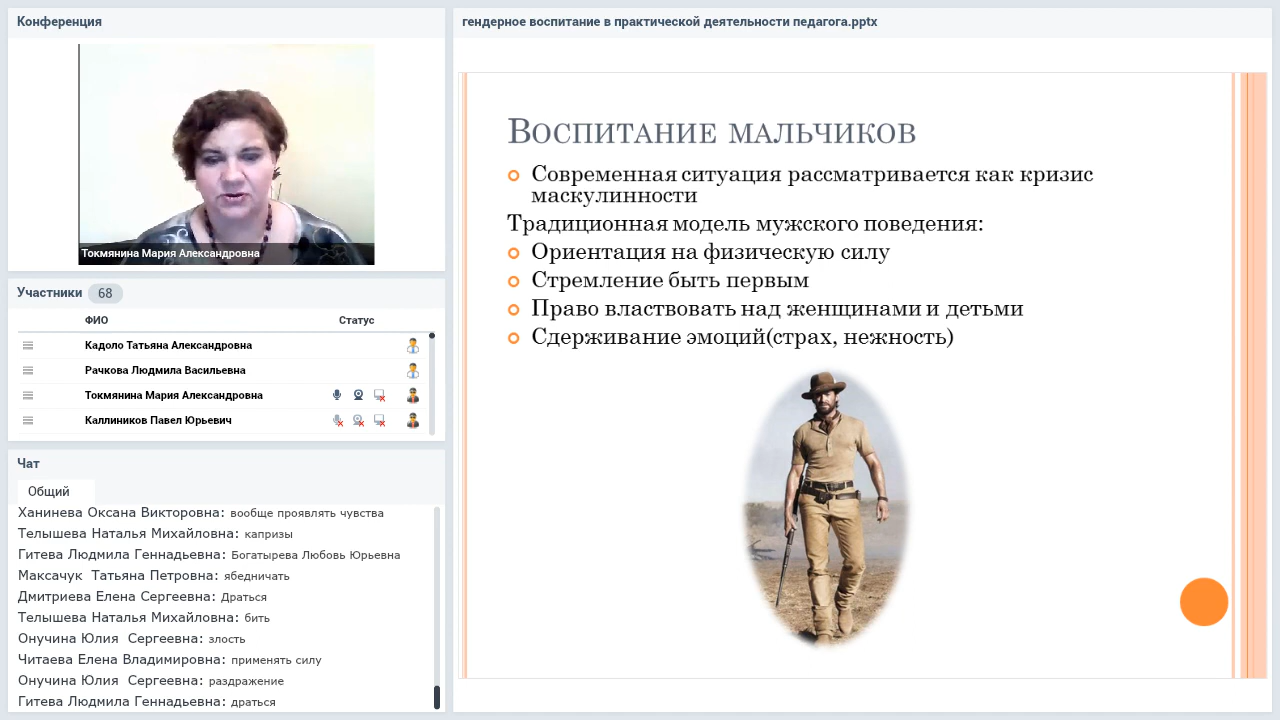 Конференция
Токмянина Мария Александровна
Участники 68
ФИО Статус
Кадоло Татьяна Александровна
Рачкова Людмила Васильевна
Токмянина Мария Александровна
Каллиников Павел Юрьевич
Чат
Общий
Ханинева Оксана Викторовна: вообще проявлять чувства
Телышева Наталья Михайловна: капризы
Гитева Людмила Геннадьевна: Богатырева Любовь Юрьевна
Максачук Татьяна Петровна: ябедничать
Дмитриева Елена Сергеевна: Драться
Телышева Наталья Михайловна: бить
Онучина Юлия Сергеевна: злость
Читаева Елена Владимировна: применять силу
Онучина Юлия Сергеевна: раздражение
Гитева Людмила Геннадьевна: драться
гендерное воспитание в практической деятельности педагога.pptx
Воспитание мальчиков
Современная ситуация рассматривается как кризис
маскулинности
Традиционная модель мужского поведения:
Ориентация на физическую силу
Стремление быть первым
Право властвовать над женщинами и детьми
Сдерживание эмоций(страх, нежность)